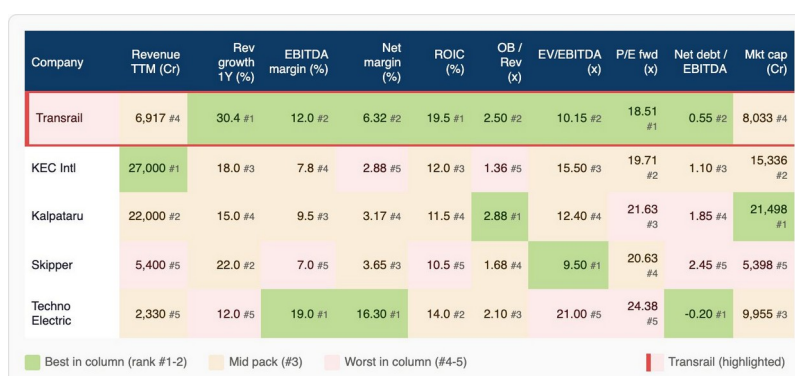 Company Revenue TTM (Cr) Rev growth 1Y (%) EBITDA margin (%) Net margin (%) ROIC (%) OB / Rev (x) EV/EBITDA (x) P/E fwd (x) Net debt / EBITDA Mkt cap (Cr)
Transrail 6,917 #4 30.4 #1 12.0 #2 6.32 #2 19.5 #1 2.50 #2 10.15 #2 18.51 #1 0.55 #2 8,033 #4
KEC Intl 27,000 #1 18.0 #3 7.8 #4 2.88 #5 12.0 #3 1.36 #5 15.50 #3 19.71 #2 1.10 #3 15,336 #2
Kalpataru 22,000 #2 15.0 #4 9.5 #3 3.17 #4 11.5 #4 2.88 #1 12.40 #4 21.63 #3 1.85 #4 21,498 #1
Skipper 5,400 #5 22.0 #2 7.0 #5 3.65 #3 10.5 #5 1.68 #4 9.50 #1 20.63 #4 2.45 #5 5,398 #5
Techno Electric 2,330 #5 12.0 #5 19.0 #1 16.30 #1 14.0 #2 2.10 #3 21.00 #5 24.38 #5 -0.20 #1 9,955 #3
Best in column (rank #1-2) Mid pack (#3) Worst in column (#4-5) Transrail (highlighted)